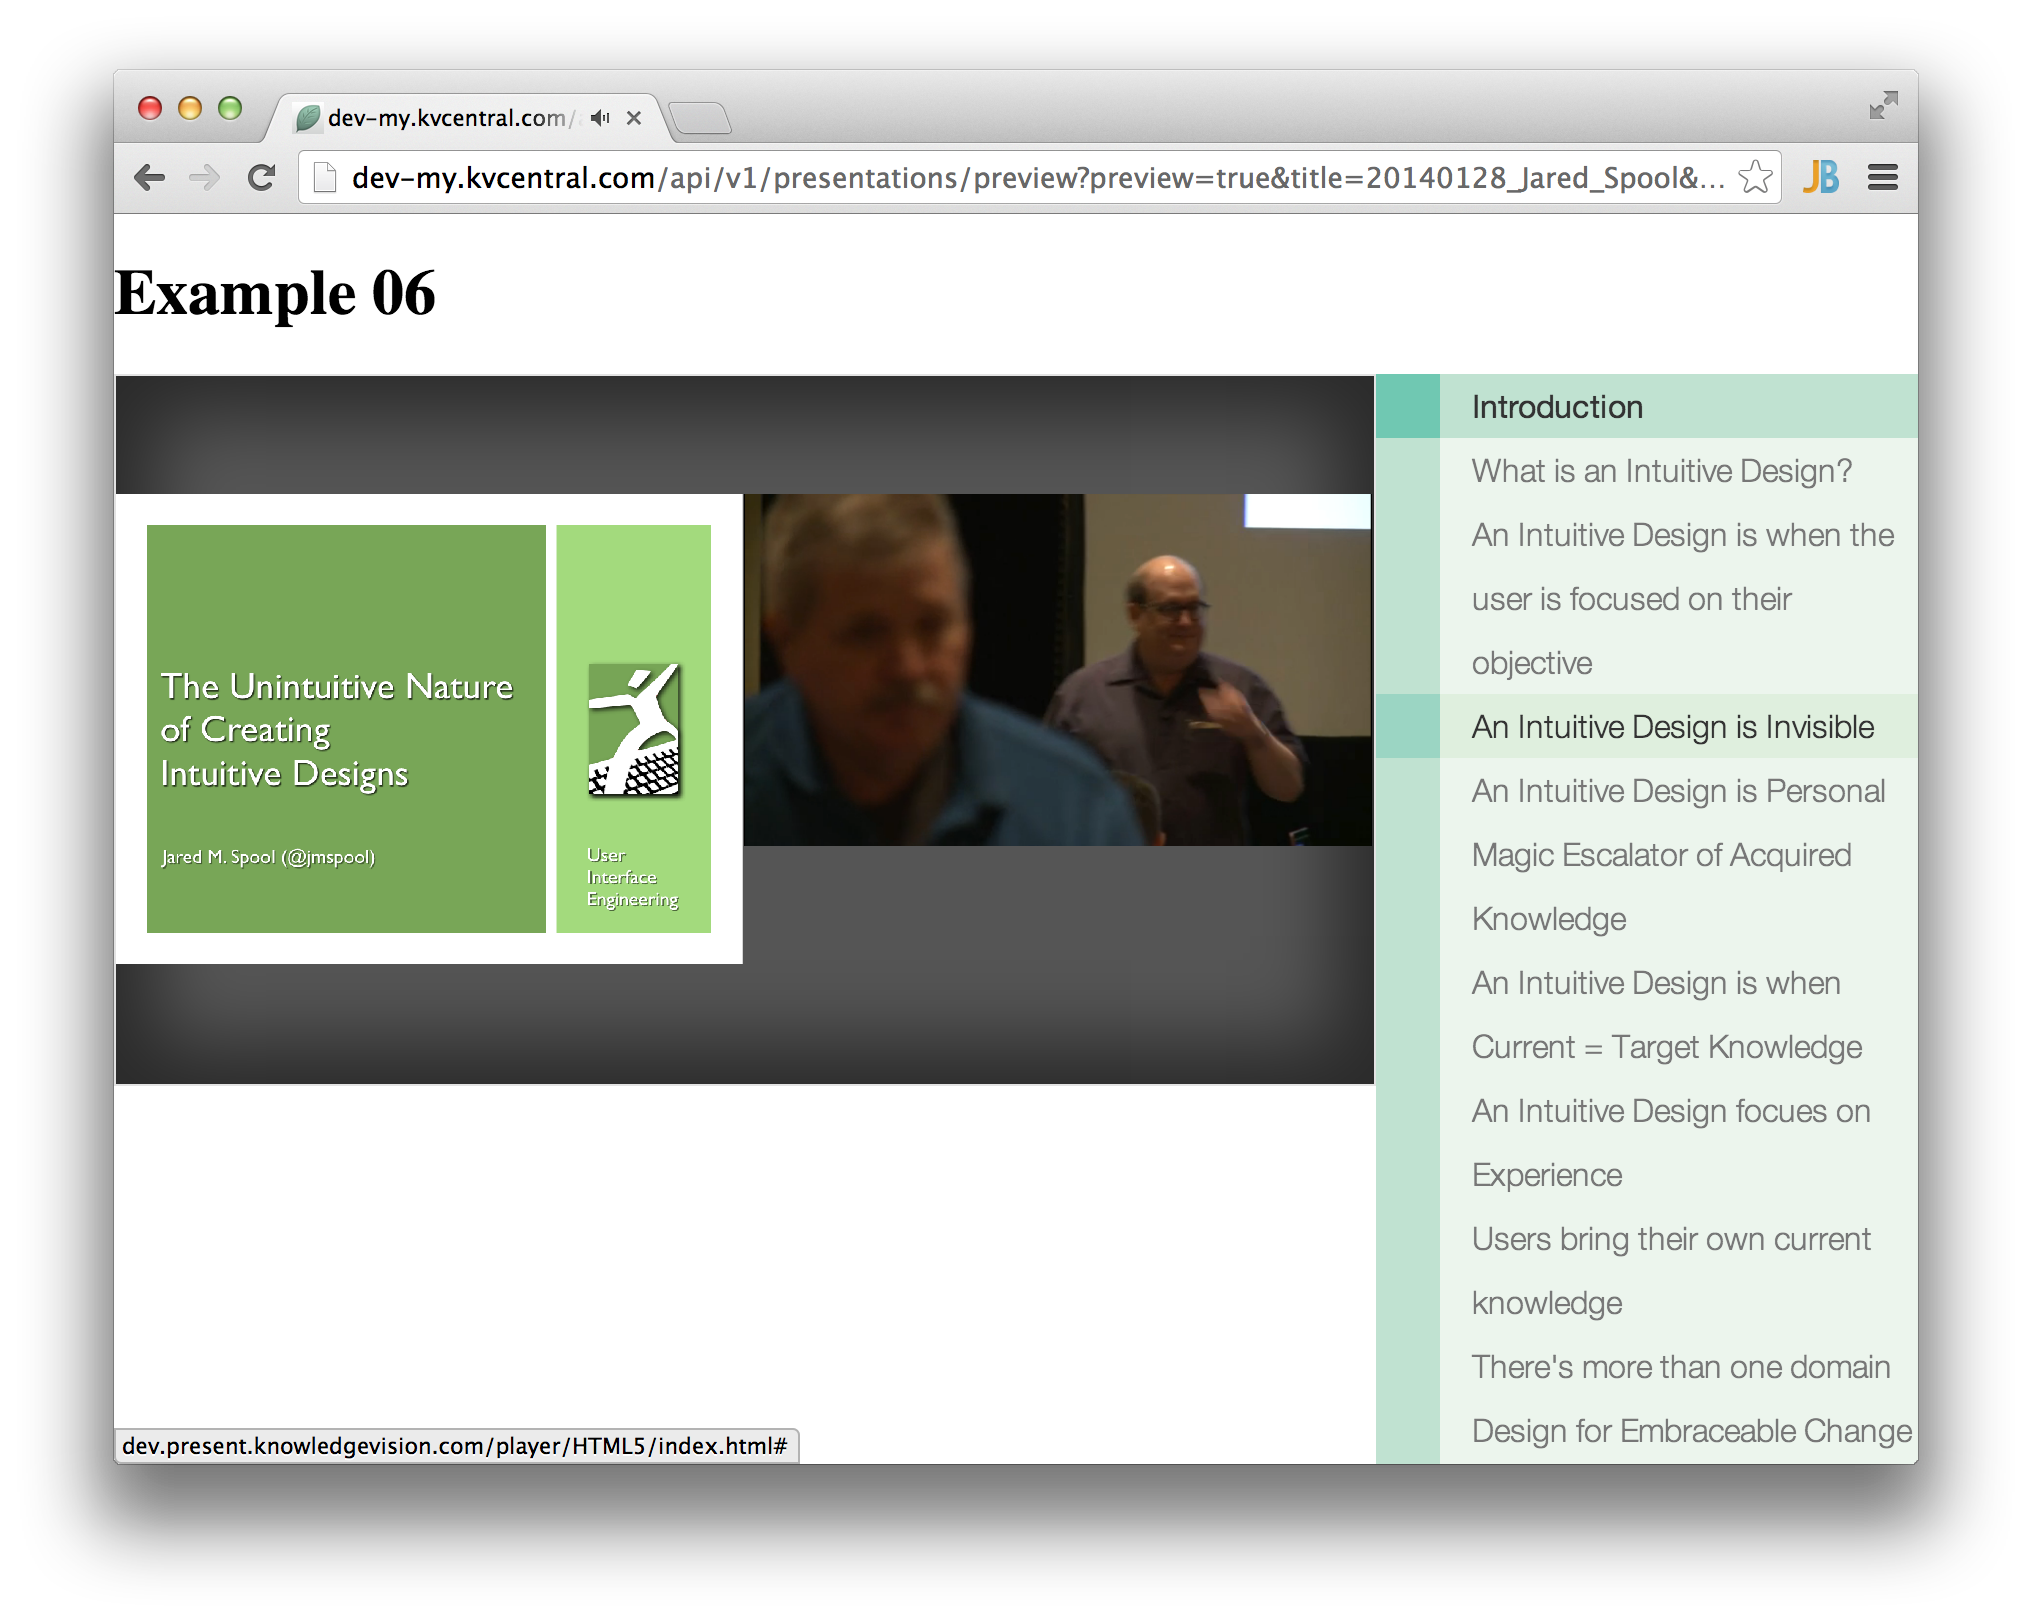 dev-my.kvcentral.com/
dev-my.kvcentral.com/api/v1/presentations/preview?preview=true&title=20140128_Jared_Spool&...
JB
Example 06
The Unintuitive Nature
of Creating
Intuitive Designs
Jared M. Spool (@jmspool)
User
Interface
Engineering
Introduction
What is an Intuitive Design?
An Intuitive Design is when the
user is focused on their
objective
An Intuitive Design is Invisible
An Intuitive Design is Personal
Magic Escalator of Acquired
Knowledge
An Intuitive Design is when
Current = Target Knowledge
An Intuitive Design focues on
Experience
Users bring their own current
knowledge
There's more than one domain
Design for Embraceable Change
dev.present.knowledgevision.com/player/HTML5/index.html#